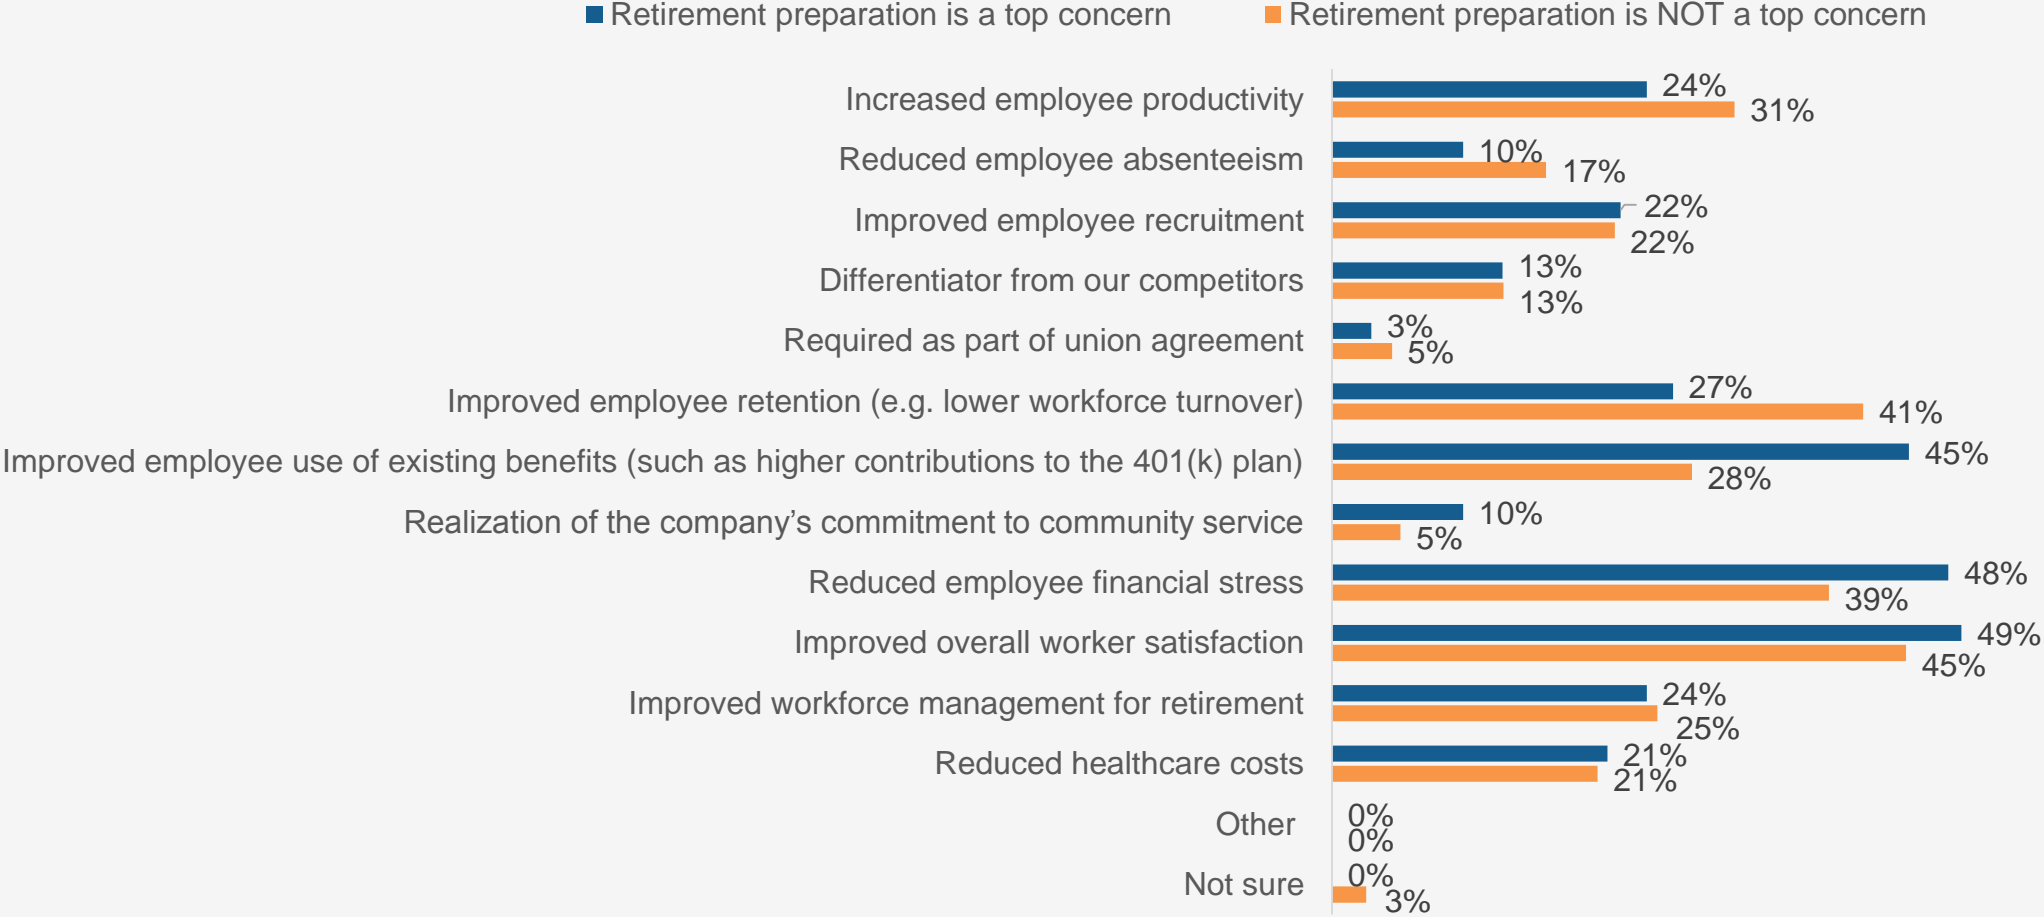 Retirement preparation is a top concern Retirement preparation is NOT a top concern
Increased employee productivity 24%
31%
Reduced employee absenteeism 10%
17%
Improved employee recruitment 22%
22%
Differentiator from our competitors 13%
13%
Required as part of union agreement 3%
5%
Improved employee retention (e.g. lower workforce turnover) 27%
41%
Improved employee use of existing benefits (such as higher contributions to the 401(k) plan) 45%
28%
Realization of the company’s commitment to community service 10%
5%
Reduced employee financial stress 48%
39%
Improved overall worker satisfaction 49%
45%
Improved workforce management for retirement 24%
25%
Reduced healthcare costs 21%
21%
Other 0%
0%
Not sure 0%
3%